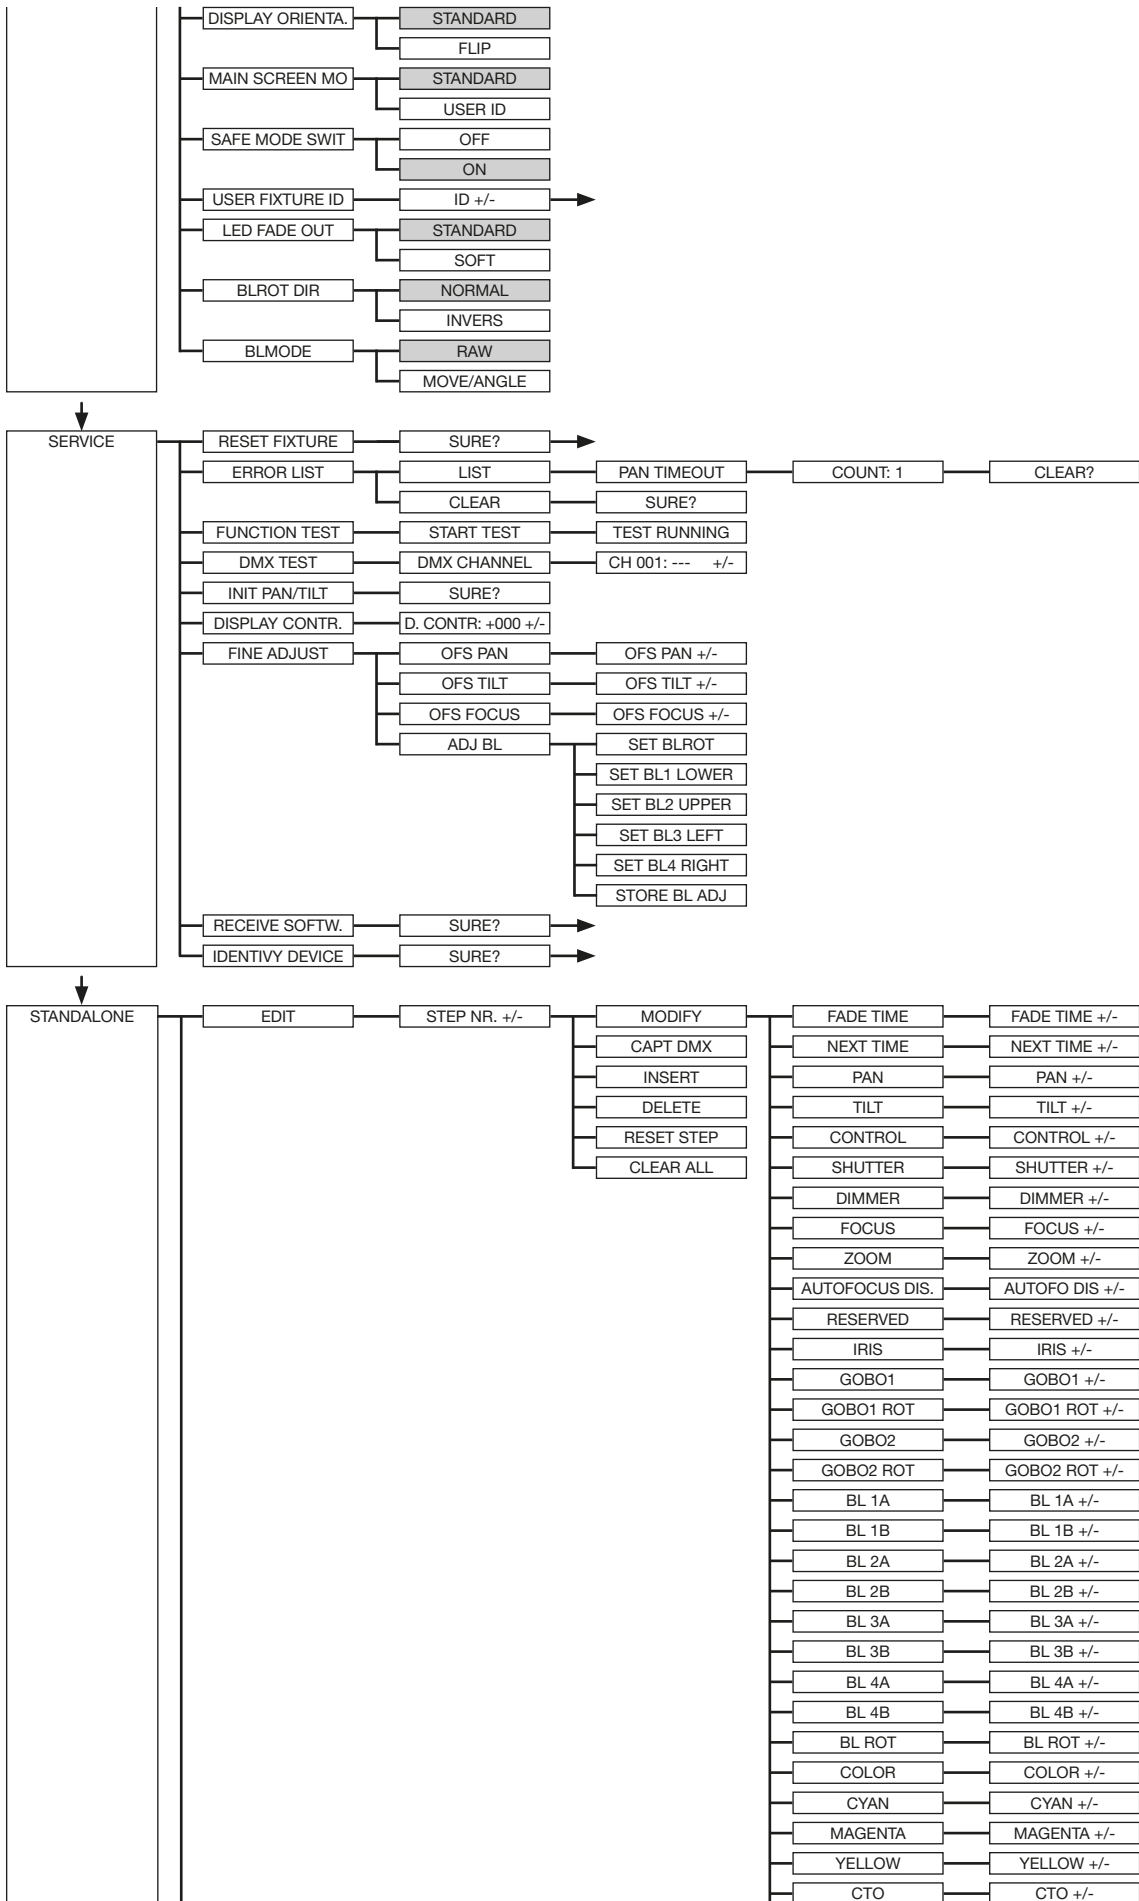 DISPLAY ORIENTA. STANDARD
FLIP
MAIN SCREEN MO STANDARD
USER ID
SAFE MODE SWIT OFF
ON
USER FIXTURE ID ID +/-
LED FADE OUT STANDARD
SOFT
BLROT DIR NORMAL
INVERS
BLMODE RAW
MOVE/ANGLE
SERVICE RESET FIXTURE SURE?
ERROR LIST LIST PAN TIMEOUT COUNT: 1 CLEAR?
CLEAR SURE?
FUNCTION TEST START TEST TEST RUNNING
DMX TEST DMX CHANNEL CH 001: --- +/-
INIT PAN/TILT SURE?
DISPLAY CONTR. D. CONTR: +000 +/-
FINE ADJUST OFS PAN OFS PAN +/-
OFS TILT OFS TILT +/-
OFS FOCUS OFS FOCUS +/-
ADJ BL SET BLROT
SET BL1 LOWER
SET BL2 UPPER
SET BL3 LEFT
SET BL4 RIGHT
STORE BL ADJ
RECEIVE SOFTW. SURE?
IDENTIVY DEVICE SURE?
STANDALONE EDIT STEP NR. +/- MODIFY FADE TIME FADE TIME +/-
CAPT DMX NEXT TIME NEXT TIME +/-
INSERT PAN PAN +/-
DELETE TILT TILT +/-
RESET STEP CONTROL CONTROL +/-
CLEAR ALL SHUTTER SHUTTER +/-
DIMMER DIMMER +/-
FOCUS FOCUS +/-
ZOOM ZOOM +/-
AUTOFOCUS DIS. AUTOFO DIS +/-
RESERVED RESERVED +/-
IRIS IRIS +/-
GOBO1 GOBO1 +/-
GOBO1 ROT GOBO1 ROT +/-
GOBO2 GOBO2 +/-
GOBO2 ROT GOBO2 ROT +/-
BL 1A BL 1A +/-
BL 1B BL 1B +/-
BL 2A BL 2A +/-
BL 2B BL 2B +/-
BL 3A BL 3A +/-
BL 3B BL 3B +/-
BL 4A BL 4A +/-
BL 4B BL 4B +/-
BL ROT BL ROT +/-
COLOR COLOR +/-
CYAN CYAN +/-
MAGENTA MAGENTA +/-
YELLOW YELLOW +/-
CTO CTO +/-